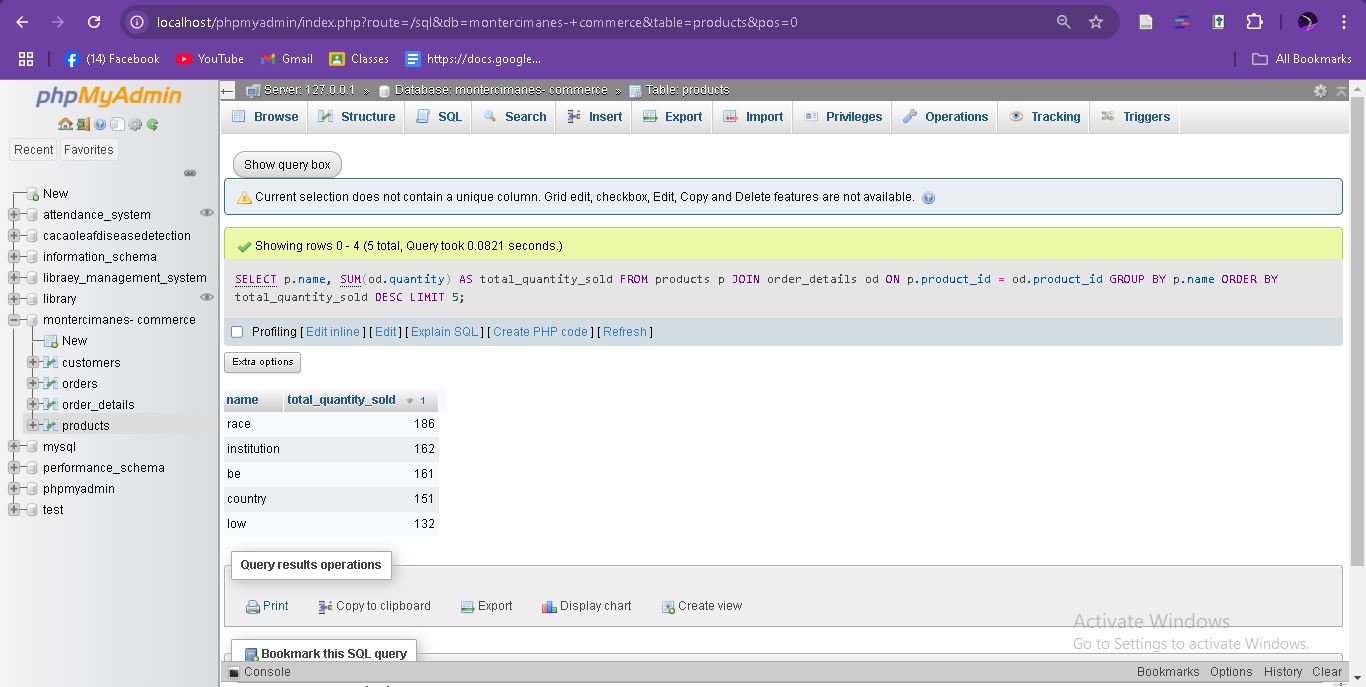 localhost/phpmyadmin/index.php?route=/sql&db=montercimanes-+commerce&table=products&pos=0
(14) Facebook YouTube Gmail Classes https://docs.google... All Bookmarks
phpMyAdmin
Recent Favorites
New
attendance_system
cacaoleafdiseasedetection
information_schema
libraey_management_system
library
montercimanes- commerce
New
customers
orders
order_details
products
mysql
performance_schema
phpmyadmin
test
Server: 127.0.0.1 » Database: montercimanes- commerce » Table: products
Browse Structure SQL Search Insert Export Import Privileges Operations Tracking Triggers
Show query box
Current selection does not contain a unique column. Grid edit, checkbox, Edit, Copy and Delete features are not available.
Showing rows 0 - 4 (5 total, Query took 0.0821 seconds.)
SELECT p.name, SUM(od.quantity) AS total_quantity_sold FROM products p JOIN order_details od ON p.product_id = od.product_id GROUP BY p.name ORDER BY
total_quantity_sold DESC LIMIT 5;
Profiling [ Edit inline ] [ Edit ] [ Explain SQL ] [ Create PHP code ] [ Refresh ]
Extra options
name total_quantity_sold 1
race 186
institution 162
be 161
country 151
low 132
Query results operations
Print Copy to clipboard Export Display chart Create view
Activate Windows
Go to Settings to activate Windows.
Bookmark this SQL query
Console Bookmarks Options History Clear